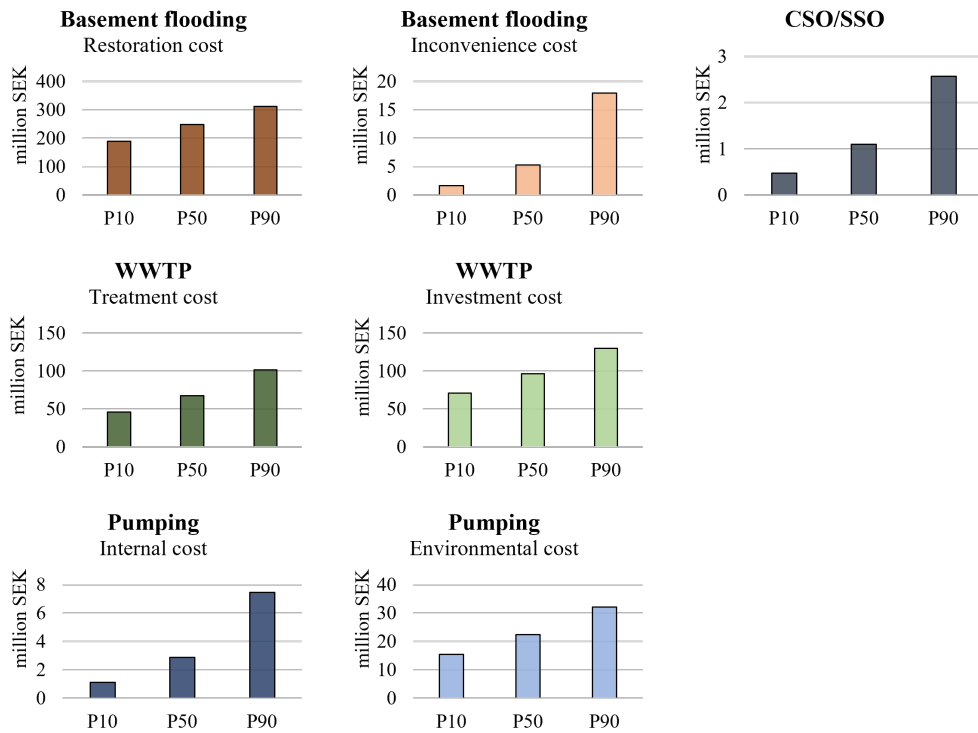 Basement flooding
Restoration cost
million SEK
400
300
200
100
0
P10 P50 P90
Basement flooding
Inconvenience cost
million SEK
20
15
10
5
0
P10 P50 P90
CSO/SSO
million SEK
3
2
1
0
P10 P50 P90
WWTP
Treatment cost
million SEK
150
100
50
0
P10 P50 P90
WWTP
Investment cost
million SEK
150
100
50
0
P10 P50 P90
Pumping
Internal cost
million SEK
8
6
4
2
0
P10 P50 P90
Pumping
Environmental cost
million SEK
40
30
20
10
0
P10 P50 P90